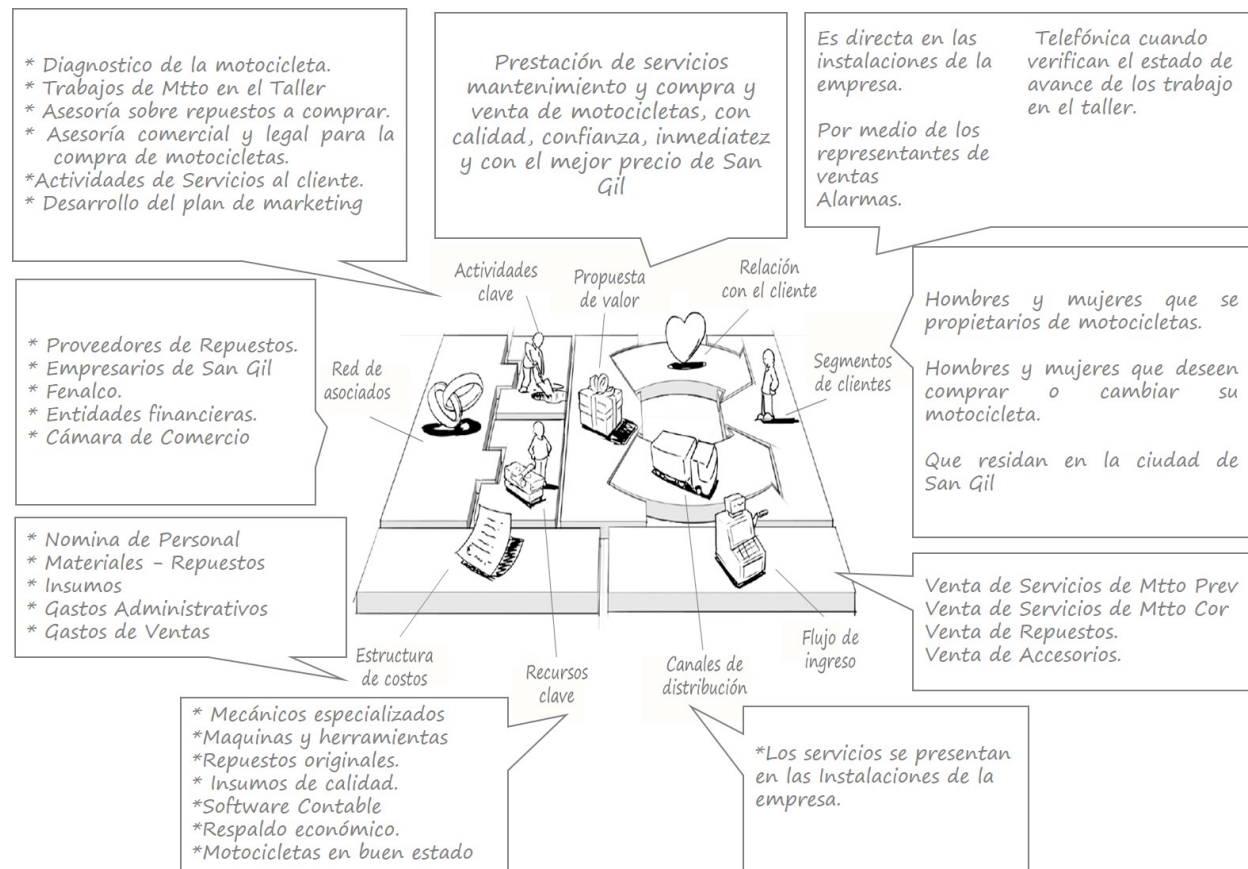 * Diagnostico de la motocicleta.
* Trabajos de Mtto en el Taller
* Asesoría sobre repuestos a comprar.
* Asesoría comercial y legal para la
compra de motocicletas.
*Actividades de Servicios al cliente.
* Desarrollo del plan de marketing
Prestación de servicios
mantenimiento y compra y
venta de motocicletas, con
calidad, confianza, inmediatez
y con el mejor precio de San
Gil
Es directa en las
instalaciones de la
empresa.
Por medio de los
representantes de
ventas
Alarmas.
Telefónica cuando
verifican el estado de
avance de los trabajo
en el taller.
Actividades
clave
Propuesta
de valor
Relación
con el cliente
* Proveedores de Repuestos.
* Empresarios de San Gil
* Fenalco.
* Entidades financieras.
* Cámara de Comercio
Red de
asociados
Segmentos
de clientes
Hombres y mujeres que se
propietarios de motocicletas.
Hombres y mujeres que deseen
comprar o cambiar su
motocicleta.
Que residan en la ciudad de
San Gil
* Nomina de Personal
* Materiales - Repuestos
* Insumos
* Gastos Administrativos
* Gastos de Ventas
Estructura
de costos
Recursos
clave
Canales de
distribución
Flujo de
ingreso
Venta de Servicios de Mtto Prev
Venta de Servicios de Mtto Cor
Venta de Repuestos.
Venta de Accesorios.
* Mecánicos especializados
*Maquinas y herramientas
*Repuestos originales.
* Insumos de calidad.
*Software Contable
*Respaldo económico.
*Motocicletas en buen estado
*Los servicios se presentan
en las Instalaciones de la
empresa.